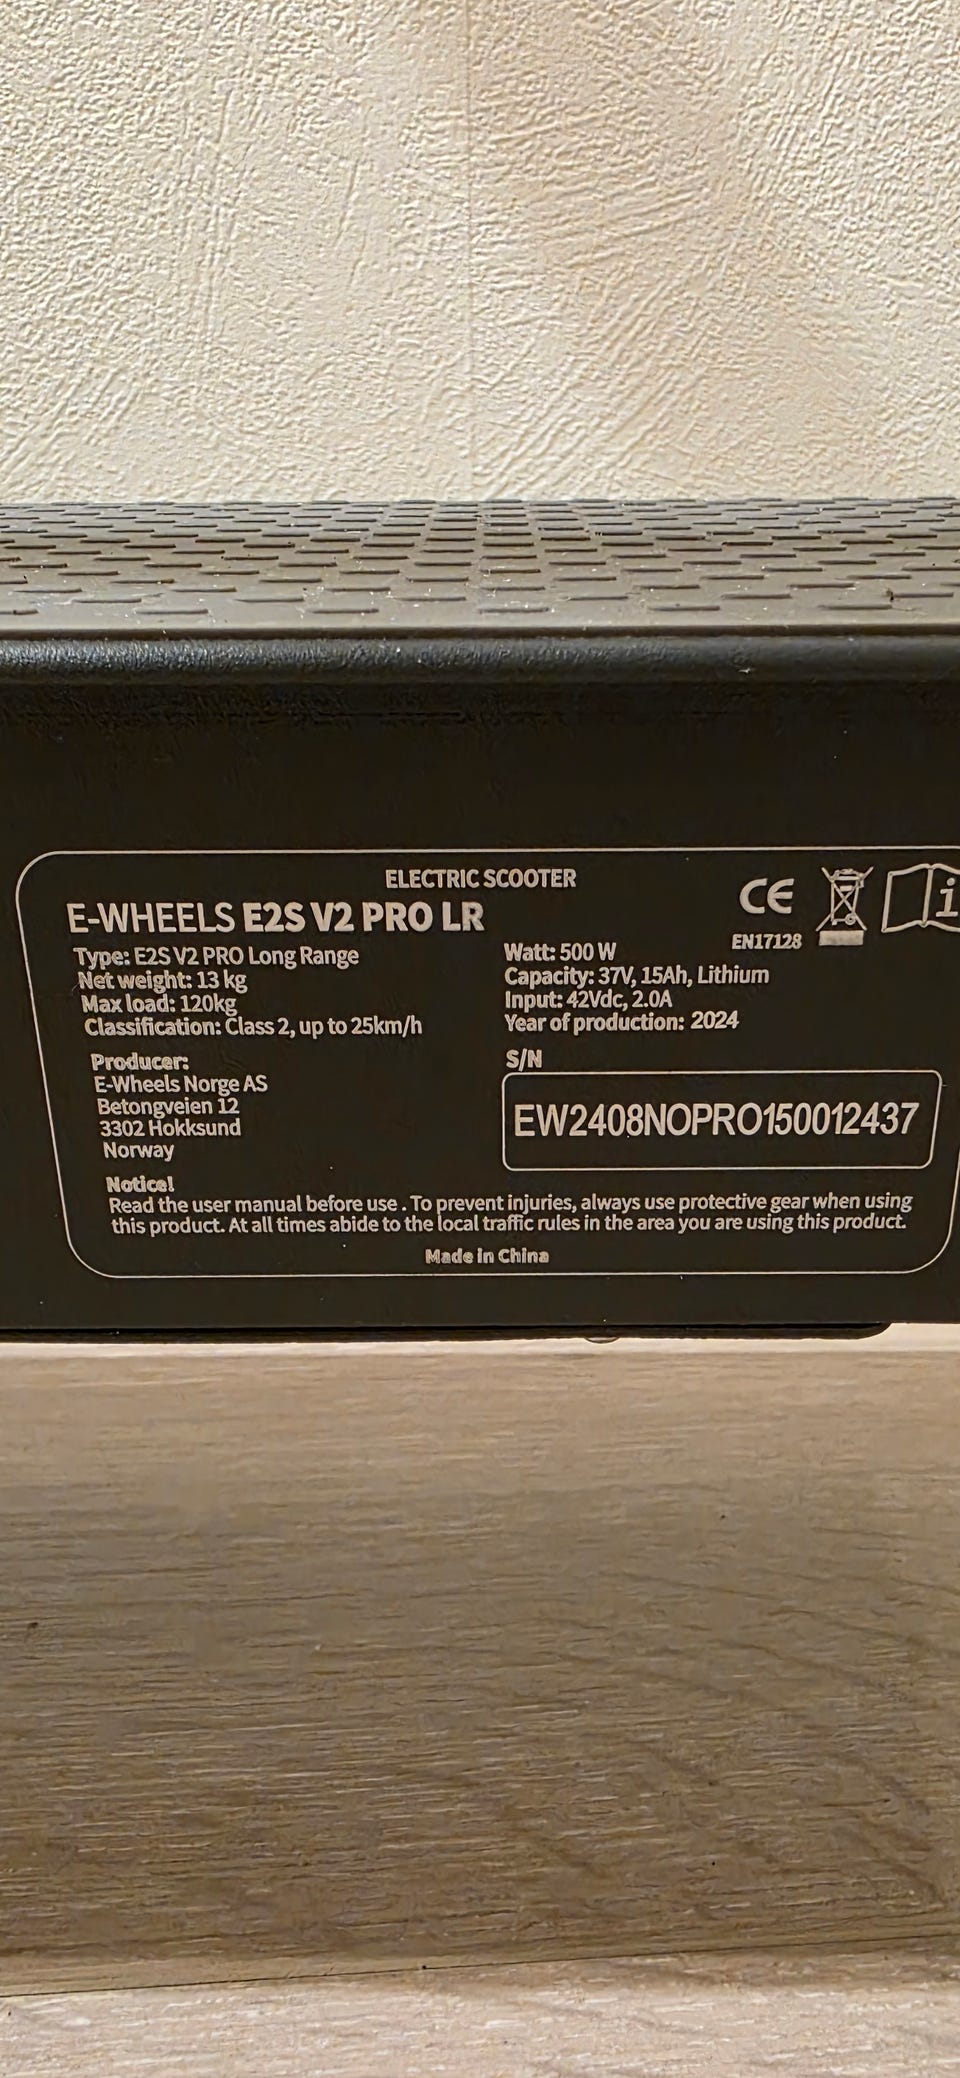 ELECTRIC SCOOTER
E-WHEELS E2S V2 PRO LR
CE
EN17128
i
Type: E2S V2 PRO Long Range
Net weight: 13 kg
Max load: 120kg
Classification: Class 2, up to 25km/h
Watt: 500 W
Capacity: 37V, 15Ah, Lithium
Input: 42Vdc, 2.0A
Year of production: 2024
Producer:
E-Wheels Norge AS
Betongveien 12
3302 Hokksund
Norway
S/N
EW2408NOPRO150012437
Notice!
Read the user manual before use . To prevent injuries, always use protective gear when using
this product. At all times abide to the local traffic rules in the area you are using this product.
Made in China